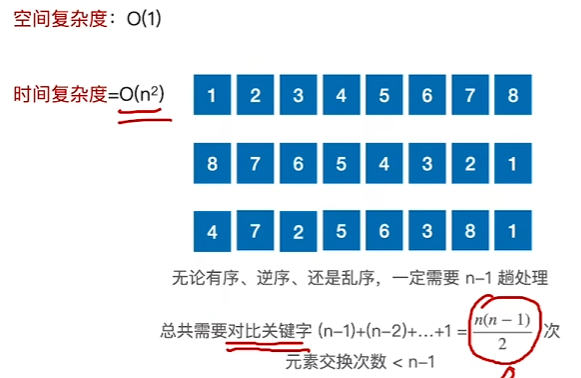 空间复杂度：O(1)
时间复杂度=O(n²)
1 2 3 4 5 6 7 8
8 7 6 5 4 3 2 1
4 7 2 5 6 3 8 1
无论有序、逆序、还是乱序，一定需要 n-1 趟处理
总共需要对比关键字 (n-1)+(n-2)+…+1 = n(n − 1)/2 次
元素交换次数 < n-1